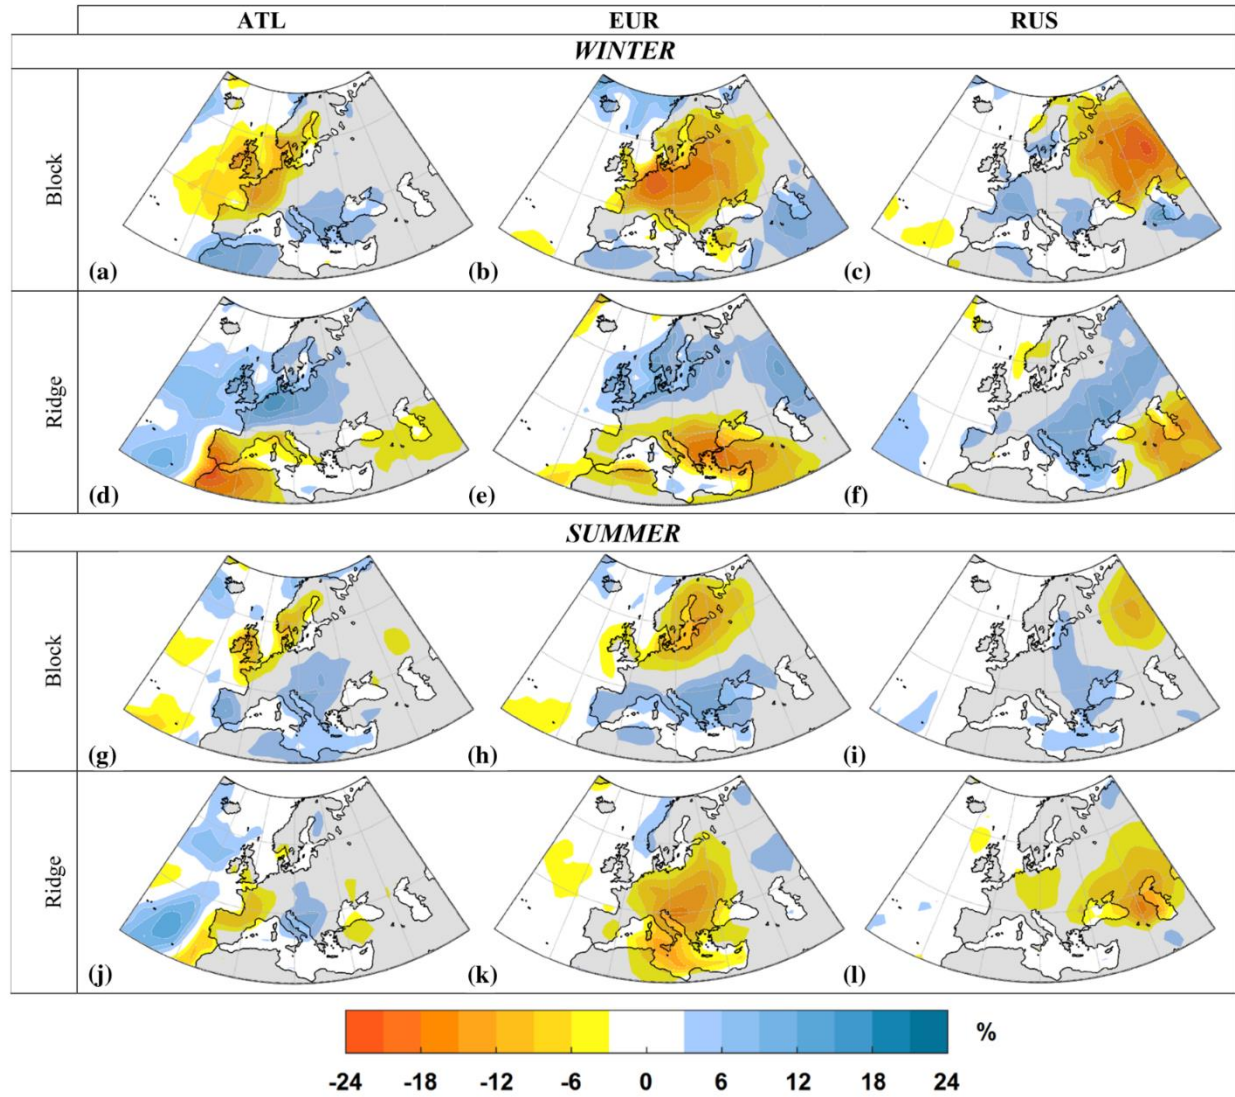 ATL EUR RUS
WINTER
Block
(a) (b) (c)
Ridge
(d) (e) (f)
SUMMER
Block
(g) (h) (i)
Ridge
(j) (k) (l)
%
-24 -18 -12 -6 0 6 12 18 24